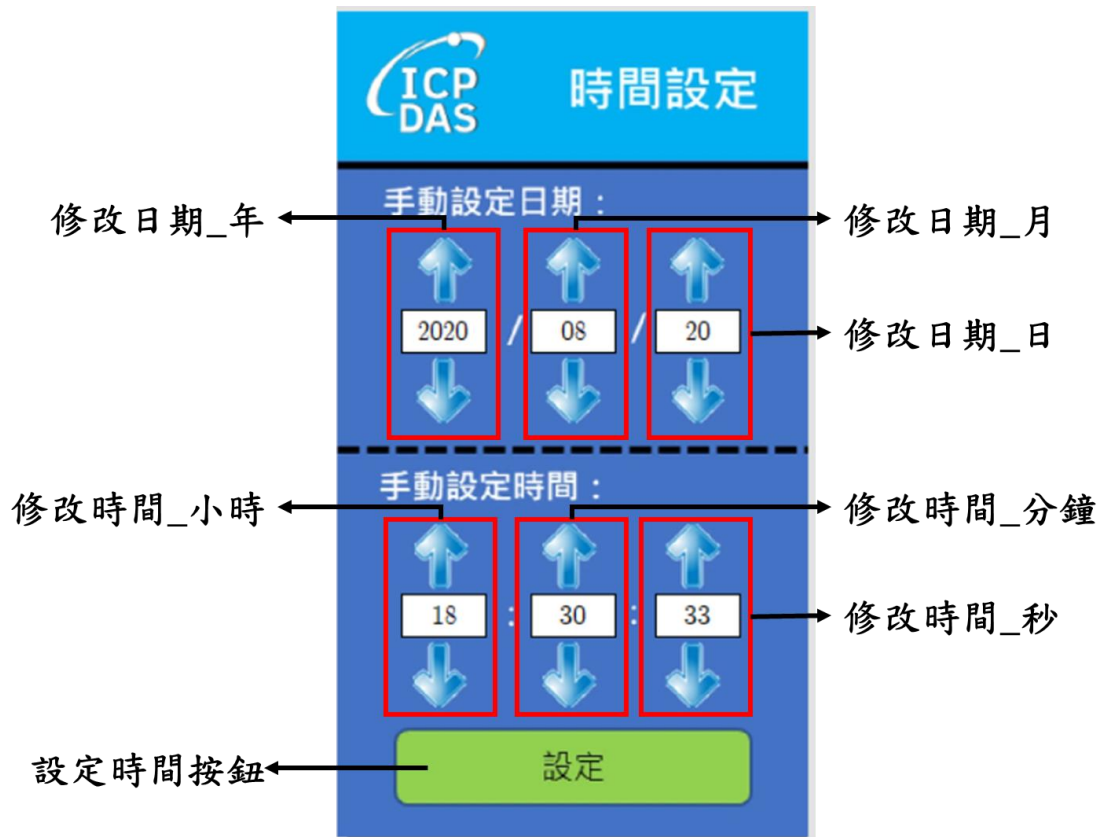 ICP
DAS
時間設定
手動設定日期：
修改日期_年
修改日期_月
2020 / 08 / 20
修改日期_日
手動設定時間：
修改時間_小時
修改時間_分鐘
18 : 30 : 33
修改時間_秒
設定時間按鈕
設定